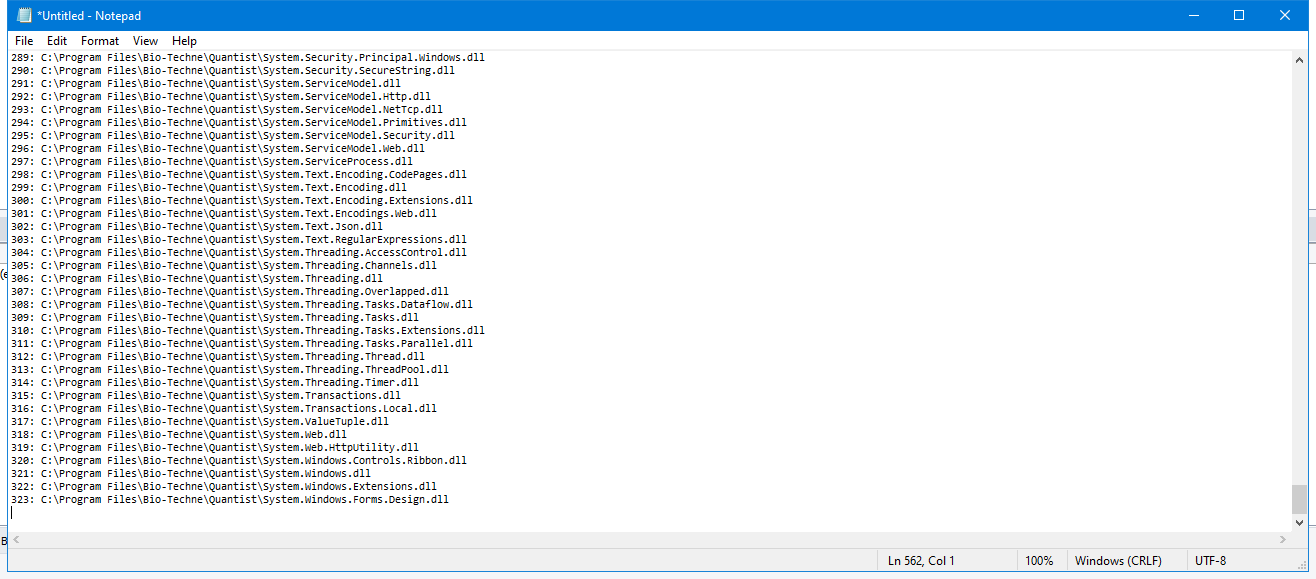 *Untitled - Notepad
File Edit Format View Help
289: C:\Program Files\Bio-Techne\Quantist\System.Security.Principal.Windows.dll
290: C:\Program Files\Bio-Techne\Quantist\System.Security.SecureString.dll
291: C:\Program Files\Bio-Techne\Quantist\System.ServiceModel.dll
292: C:\Program Files\Bio-Techne\Quantist\System.ServiceModel.Http.dll
293: C:\Program Files\Bio-Techne\Quantist\System.ServiceModel.NetTcp.dll
294: C:\Program Files\Bio-Techne\Quantist\System.ServiceModel.Primitives.dll
295: C:\Program Files\Bio-Techne\Quantist\System.ServiceModel.Security.dll
296: C:\Program Files\Bio-Techne\Quantist\System.ServiceModel.Web.dll
297: C:\Program Files\Bio-Techne\Quantist\System.ServiceProcess.dll
298: C:\Program Files\Bio-Techne\Quantist\System.Text.Encoding.CodePages.dll
299: C:\Program Files\Bio-Techne\Quantist\System.Text.Encoding.dll
300: C:\Program Files\Bio-Techne\Quantist\System.Text.Encoding.Extensions.dll
301: C:\Program Files\Bio-Techne\Quantist\System.Text.Encodings.Web.dll
302: C:\Program Files\Bio-Techne\Quantist\System.Text.Json.dll
303: C:\Program Files\Bio-Techne\Quantist\System.Text.RegularExpressions.dll
304: C:\Program Files\Bio-Techne\Quantist\System.Threading.AccessControl.dll
305: C:\Program Files\Bio-Techne\Quantist\System.Threading.Channels.dll
306: C:\Program Files\Bio-Techne\Quantist\System.Threading.dll
307: C:\Program Files\Bio-Techne\Quantist\System.Threading.Overlapped.dll
308: C:\Program Files\Bio-Techne\Quantist\System.Threading.Tasks.Dataflow.dll
309: C:\Program Files\Bio-Techne\Quantist\System.Threading.Tasks.dll
310: C:\Program Files\Bio-Techne\Quantist\System.Threading.Tasks.Extensions.dll
311: C:\Program Files\Bio-Techne\Quantist\System.Threading.Tasks.Parallel.dll
312: C:\Program Files\Bio-Techne\Quantist\System.Threading.Thread.dll
313: C:\Program Files\Bio-Techne\Quantist\System.Threading.ThreadPool.dll
314: C:\Program Files\Bio-Techne\Quantist\System.Threading.Timer.dll
315: C:\Program Files\Bio-Techne\Quantist\System.Transactions.dll
316: C:\Program Files\Bio-Techne\Quantist\System.Transactions.Local.dll
317: C:\Program Files\Bio-Techne\Quantist\System.ValueTuple.dll
318: C:\Program Files\Bio-Techne\Quantist\System.Web.dll
319: C:\Program Files\Bio-Techne\Quantist\System.Web.HttpUtility.dll
320: C:\Program Files\Bio-Techne\Quantist\System.Windows.Controls.Ribbon.dll
321: C:\Program Files\Bio-Techne\Quantist\System.Windows.dll
322: C:\Program Files\Bio-Techne\Quantist\System.Windows.Extensions.dll
323: C:\Program Files\Bio-Techne\Quantist\System.Windows.Forms.Design.dll
Ln 562, Col 1 100% Windows (CRLF) UTF-8